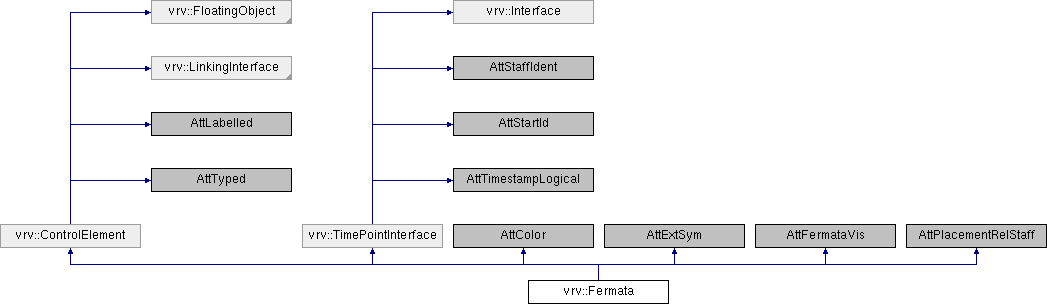 vrv::FloatingObject
vrv::Interface
vrv::LinkingInterface
AttStaffIdent
AttLabelled
AttStartId
AttTyped
AttTimestampLogical
vrv::ControlElement
vrv::TimePointInterface
AttColor
AttExtSym
AttFermataVis
AttPlacementRelStaff
vrv::Fermata